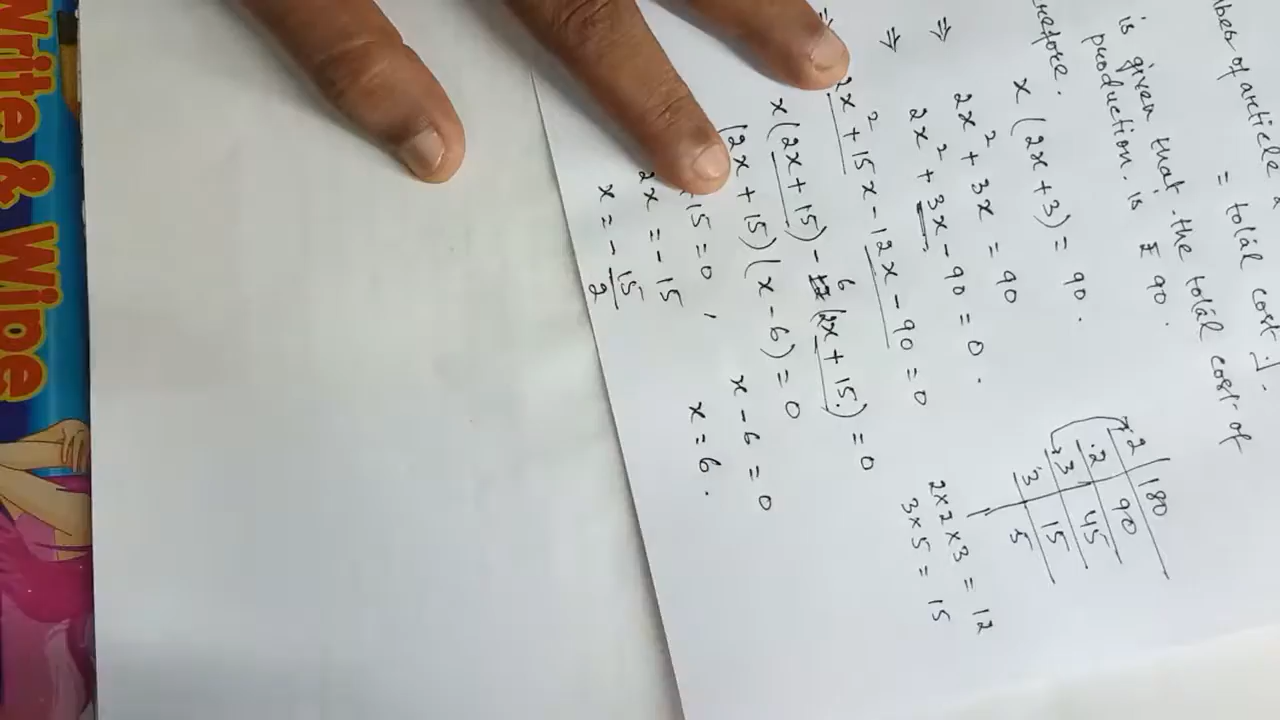 of article
= total cost].
is given that the total cost of
production is ₹ 90.
x (2x + 3) = 90.
⇒ 2x² + 3x = 90
⇒ 2x² + 3x - 90 = 0.
2x² + 15x - 12x - 90 = 0
x(2x + 15) - 6 (2x + 15) = 0
(2x + 15)(x - 6) = 0
15 = 0, x - 6 = 0
2x = -15 x = 6.
x = - 15/2
2 | 180
2 | 90
3 | 45
3 | 15
5
2 x 2 x 3 = 12
3 x 5 = 15
Write & Wipe